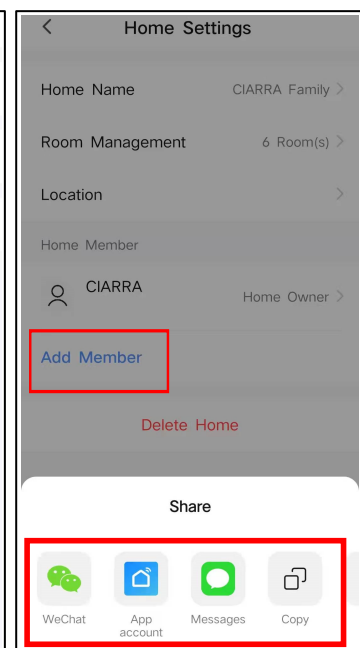 Home Settings
Home Name CIARRA Family
Room Management 6 Room(s)
Location
Home Member
CIARRA
Home Owner
Add Member
Delete Home
Share
WeChat App account Messages Copy